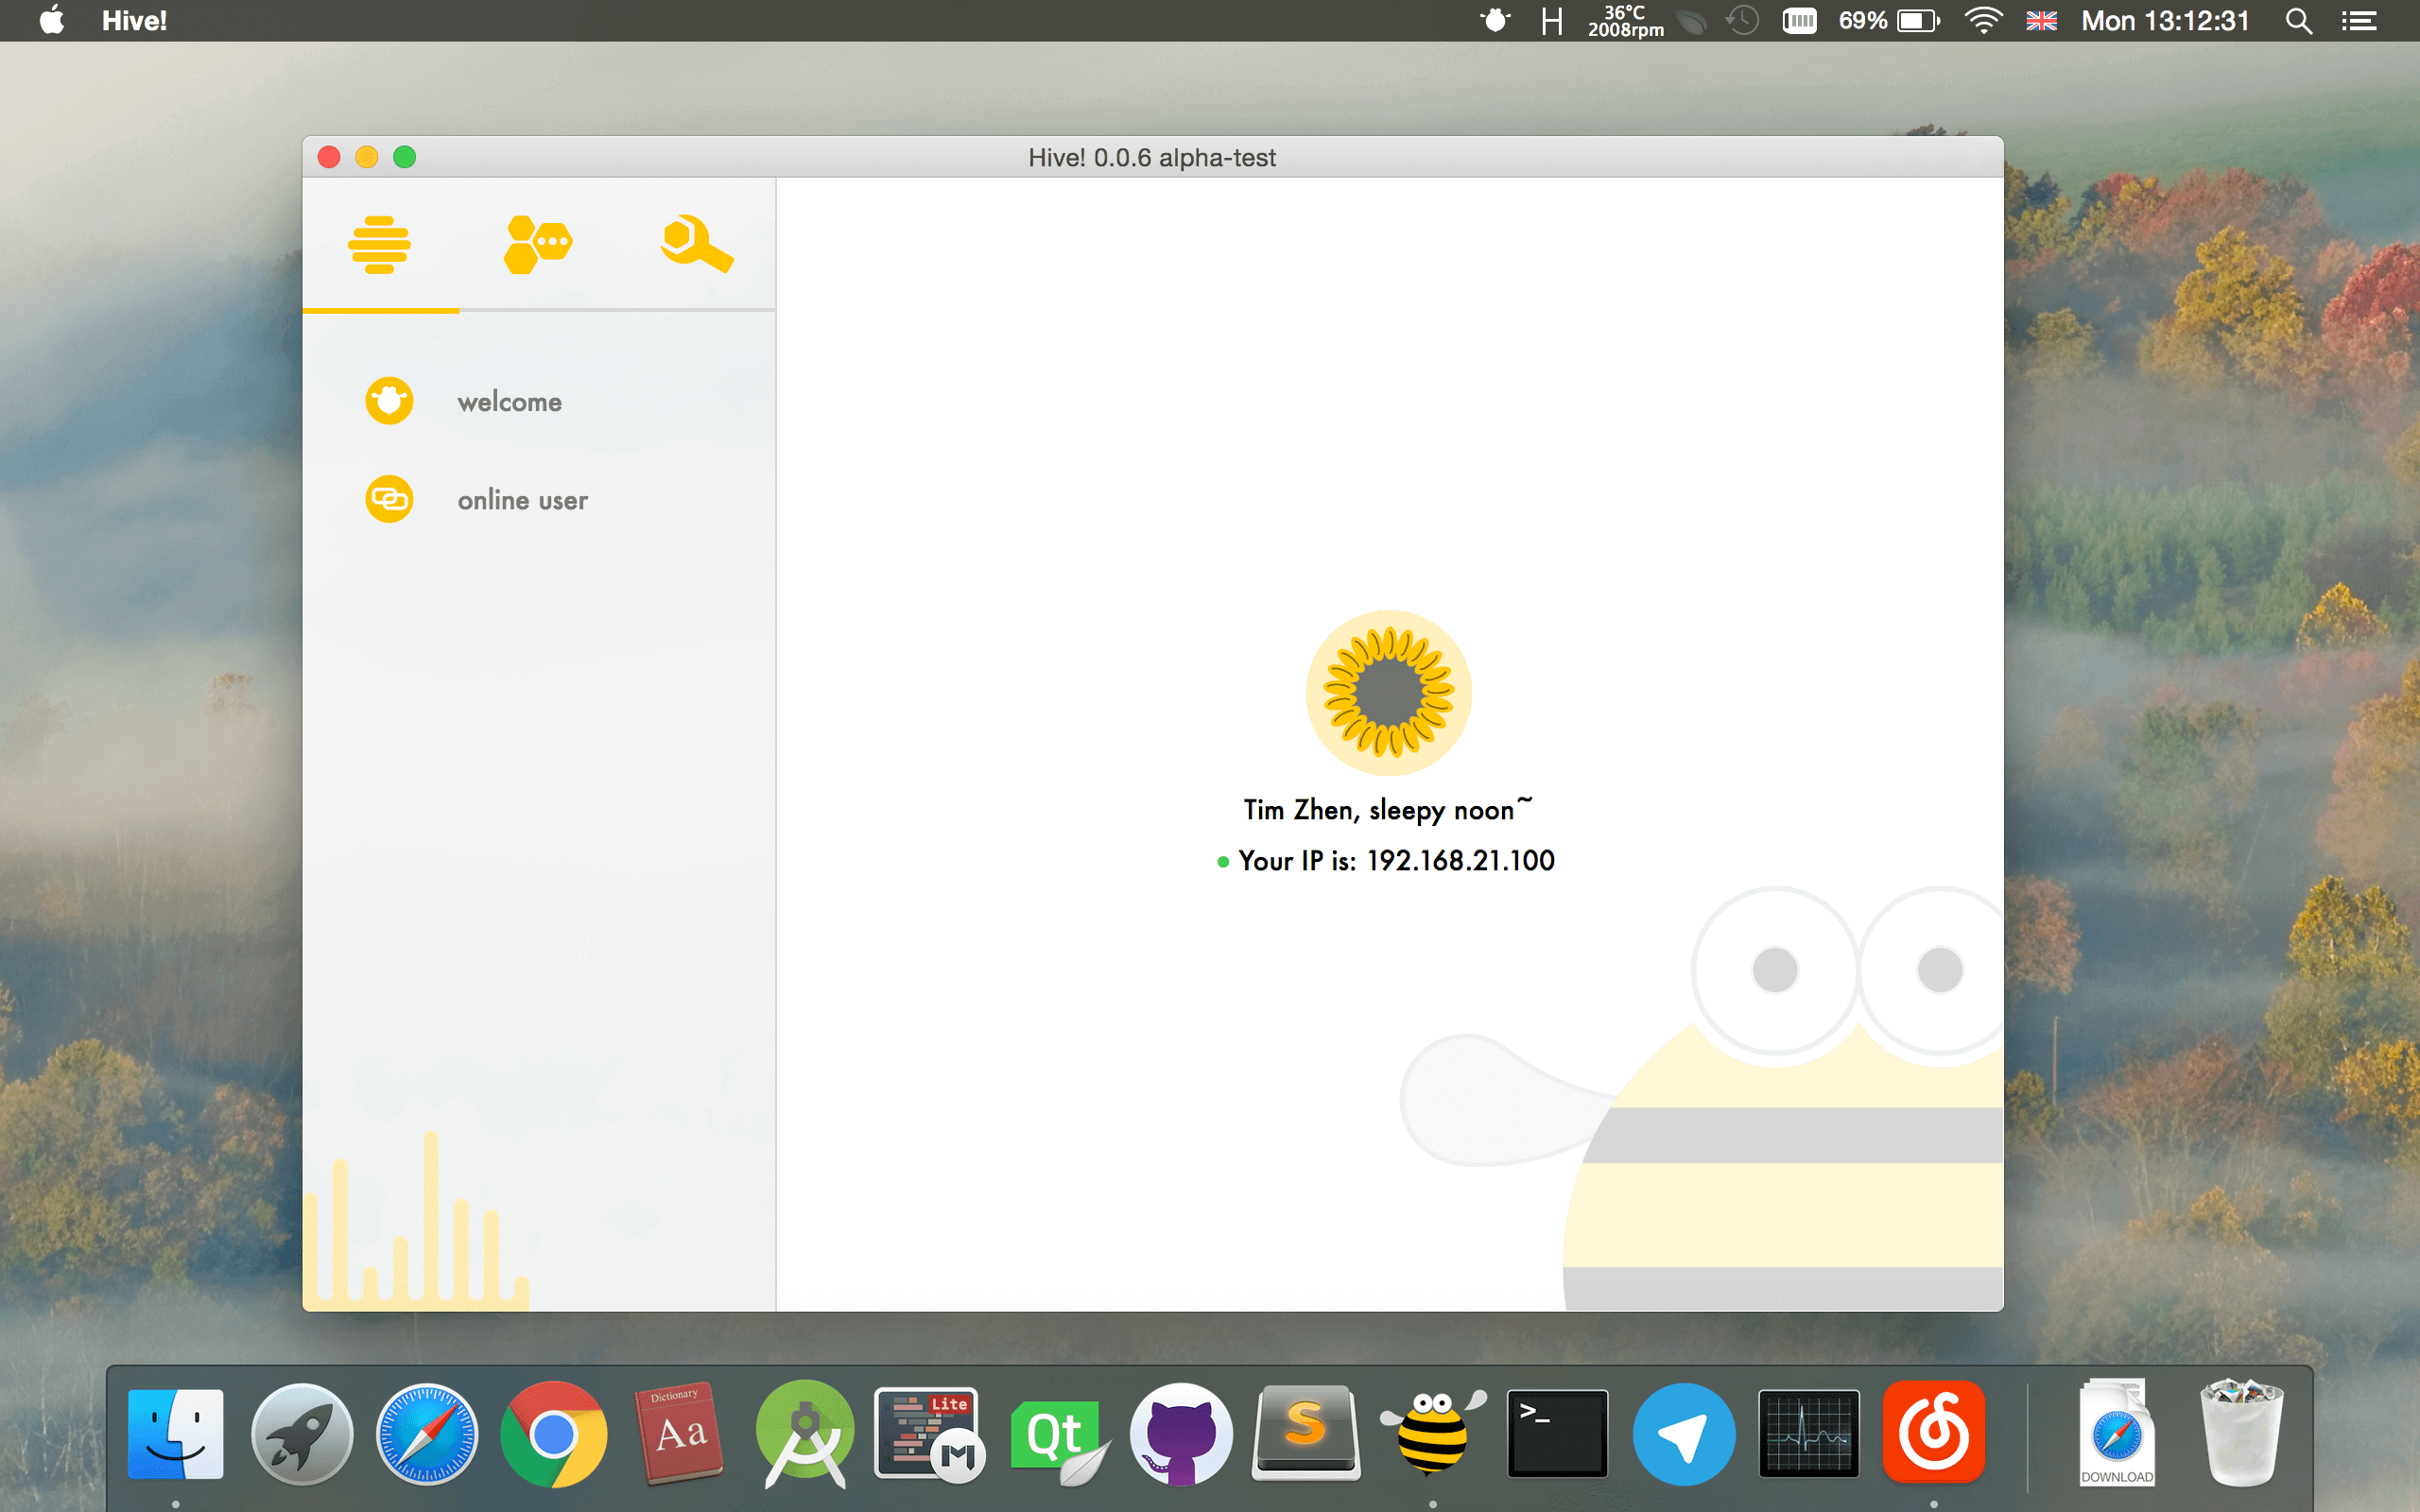 Hive!
36°C
2008rpm
69%
Mon 13:12:31
Hive! 0.0.6 alpha-test
welcome
online user
Tim Zhen, sleepy noon~
Your IP is: 192.168.21.100
Dictionary
Aa
Lite
M
Qt
S
>_
DOWNLOAD